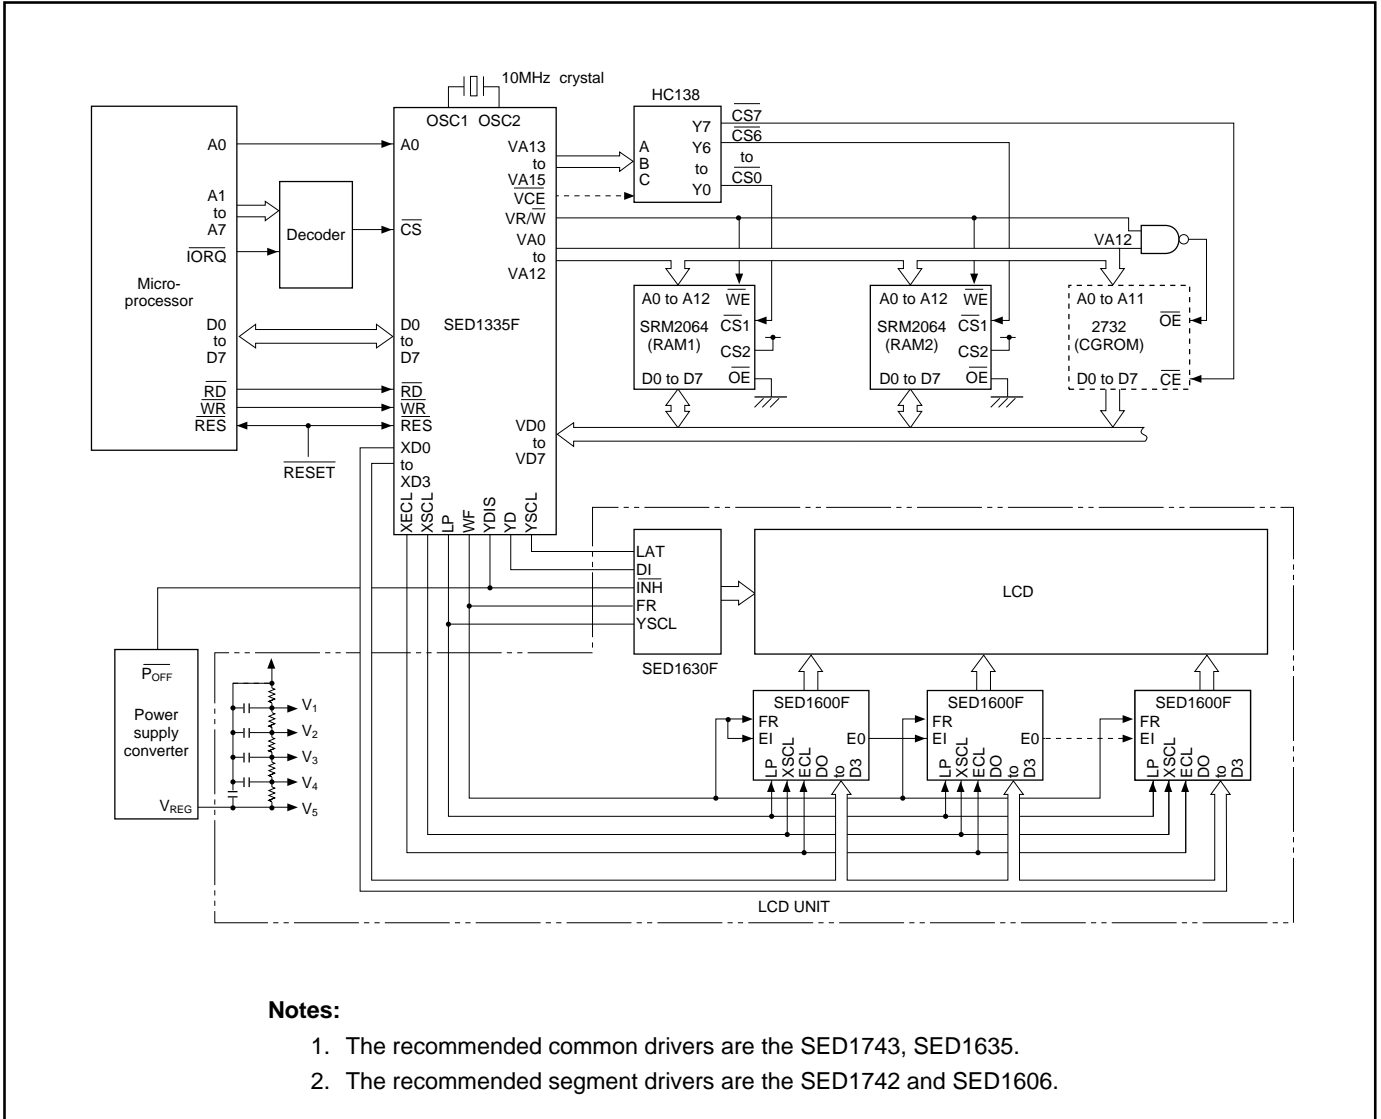 10MHz crystal
OSC1 OSC2
Micro-
processor
A0
A1
to
A7
IORQ
D0
to
D7
RD
WR
RES
RESET
Decoder
SED1335F
A0
CS
D0
to
D7
RD
WR
RES
XD0
to
XD3
VA13
to
VA15
VCE
VR/W
VA0
to
VA12
VD0
to
VD7
XECL
XSCL
LP
WF
YDIS
YD
YSCL
HC138
A
B
C
Y7
Y6
to
Y0
CS7
CS6
to
CS0
VA12
A0 to A12
WE
SRM2064
(RAM1)
CS1
CS2
D0 to D7
OE
A0 to A12
WE
SRM2064
(RAM2)
CS1
CS2
D0 to D7
OE
A0 to A11
2732
(CGROM)
OE
D0 to D7
CE
LAT
DI
INH
FR
YSCL
SED1630F
LCD
POFF
Power
supply
converter
VREG
V1
V2
V3
V4
V5
SED1600F
FR
EI
E0
LP
XSCL
ECL
DO
to
D3
SED1600F
FR
EI
E0
LP
XSCL
ECL
DO
to
D3
SED1600F
FR
EI
LP
XSCL
ECL
DO
to
D3
LCD UNIT
Notes:
1. The recommended common drivers are the SED1743, SED1635.
2. The recommended segment drivers are the SED1742 and SED1606.